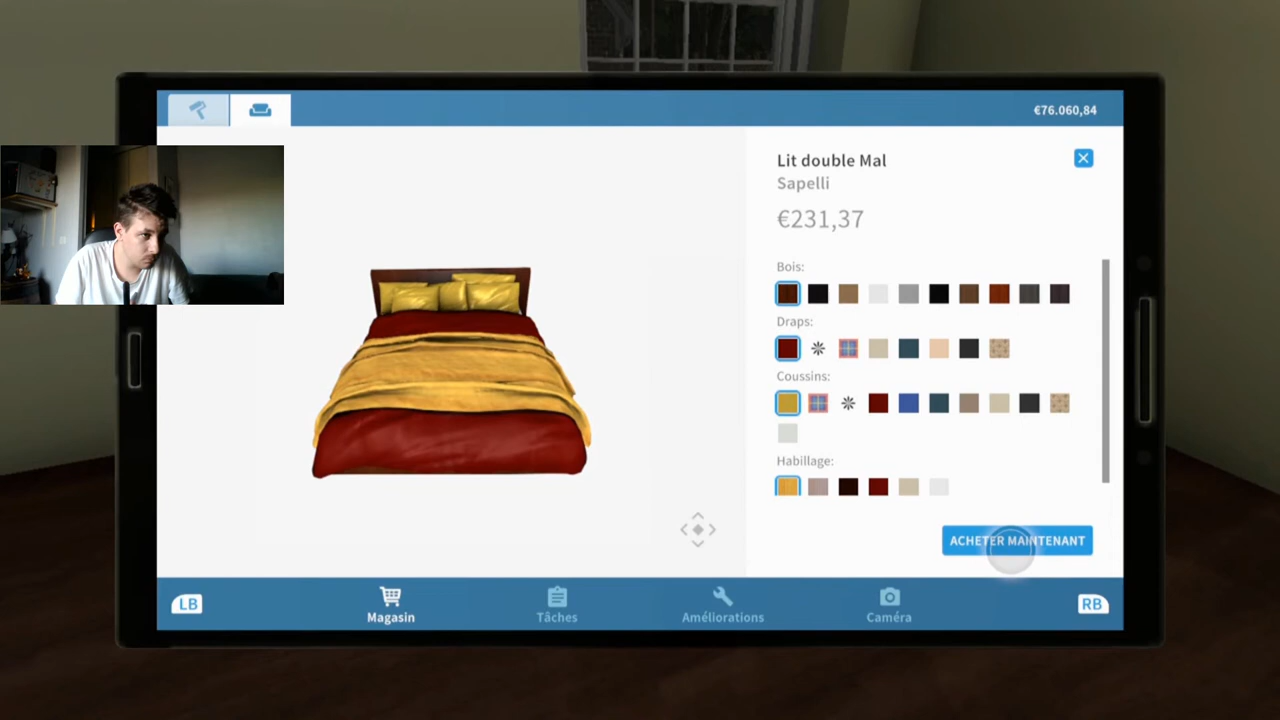 €76.060,84
Lit double Mal
Sapelli
€231,37
Bois:
Draps:
Coussins:
Habillage:
ACHETER MAINTENANT
LB
Magasin
Tâches
Améliorations
Caméra
RB